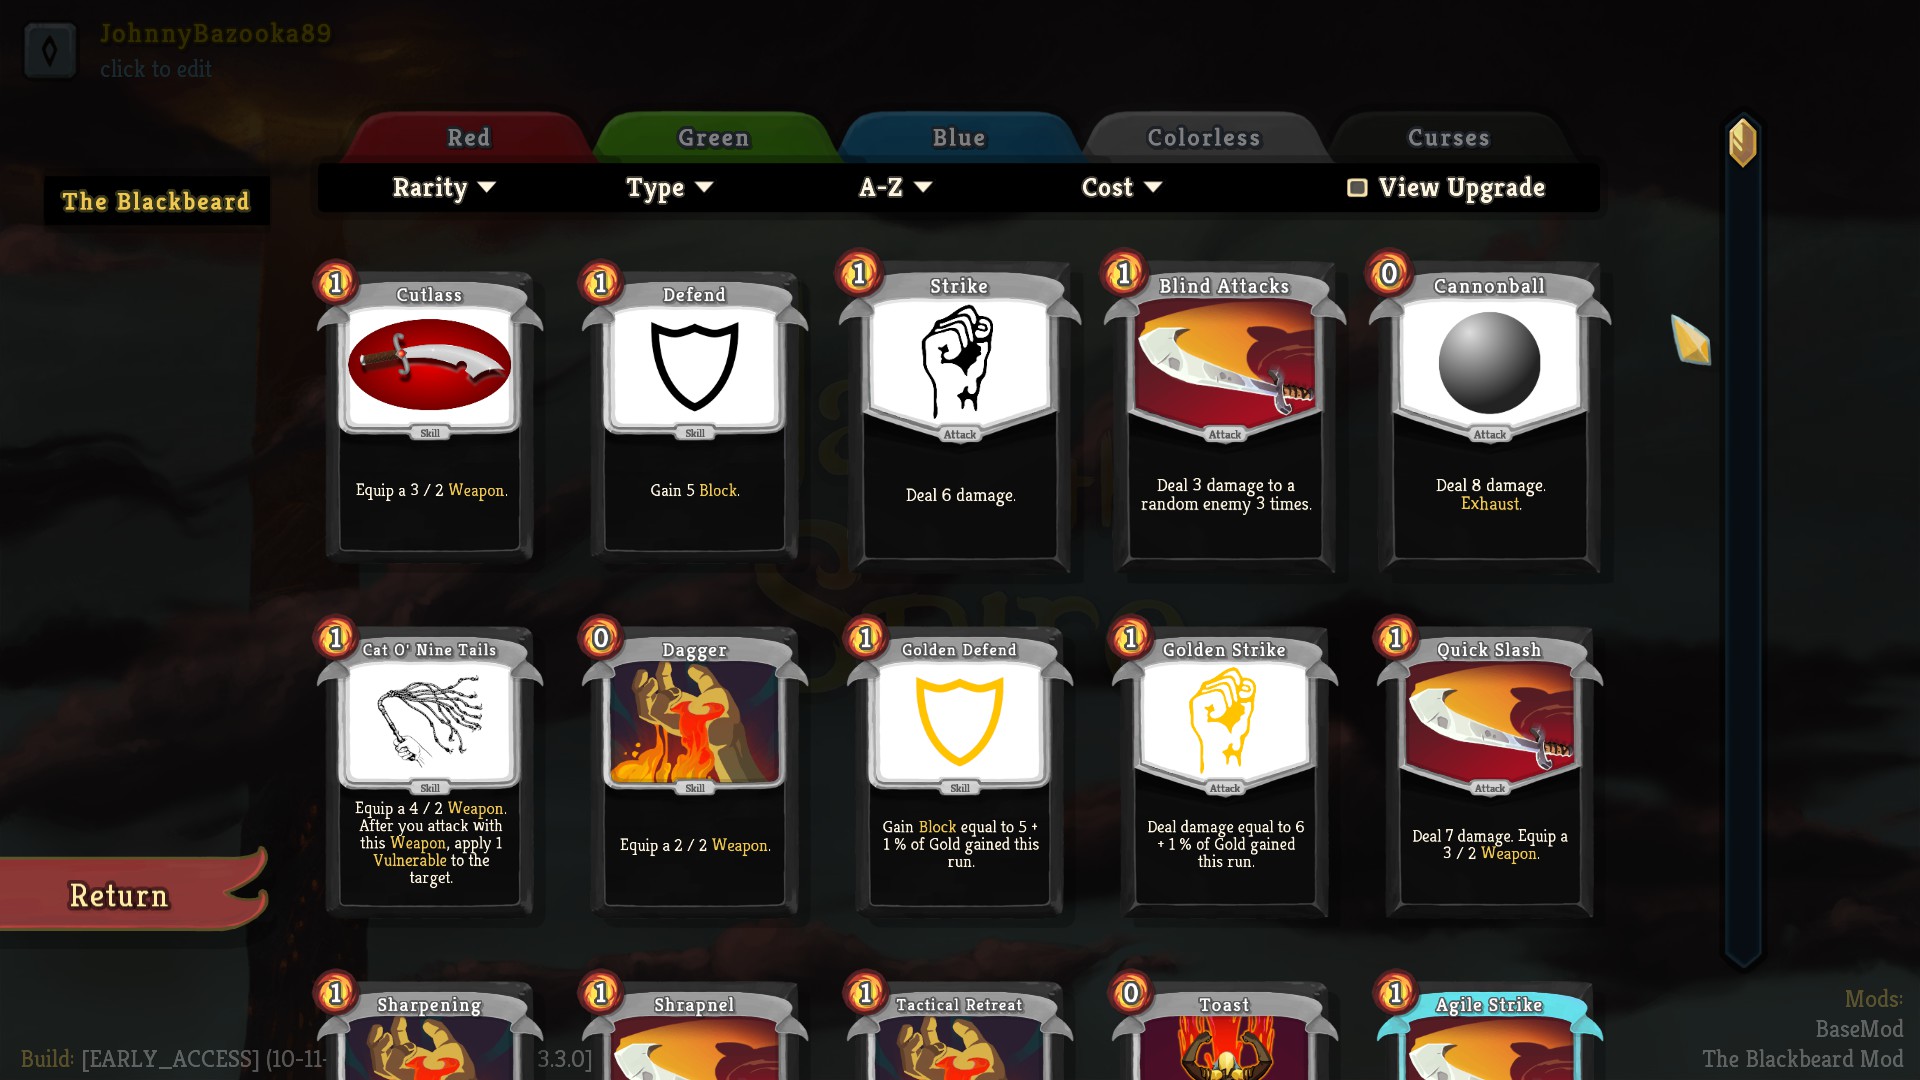 JohnnyBazooka89
click to edit
Red
Green
Blue
Colorless
Curses
The Blackbeard
Rarity
Type
A-Z
Cost
View Upgrade
1
Cutlass
Skill
Equip a 3 / 2 Weapon.
1
Defend
Skill
Gain 5 Block.
1
Strike
Attack
Deal 6 damage.
1
Blind Attacks
Attack
Deal 3 damage to a
random enemy 3 times.
0
Cannonball
Attack
Deal 8 damage.
Exhaust.
1
Cat O' Nine Tails
Skill
Equip a 4 / 2 Weapon.
After you attack with
this Weapon, apply 1
Vulnerable to the
target.
0
Dagger
Skill
Equip a 2 / 2 Weapon.
1
Golden Defend
Skill
Gain Block equal to 5 +
1 % of Gold gained this
run.
1
Golden Strike
Attack
Deal damage equal to 6
+ 1 % of Gold gained
this run.
1
Quick Slash
Attack
Deal 7 damage. Equip a
3 / 2 Weapon.
Return
1
Sharpening
1
Shrapnel
1
Tactical Retreat
0
Toast
1
Agile Strike
Build: [EARLY_ACCESS] (10-11-
3.3.0]
Mods:
BaseMod
The Blackbeard Mod